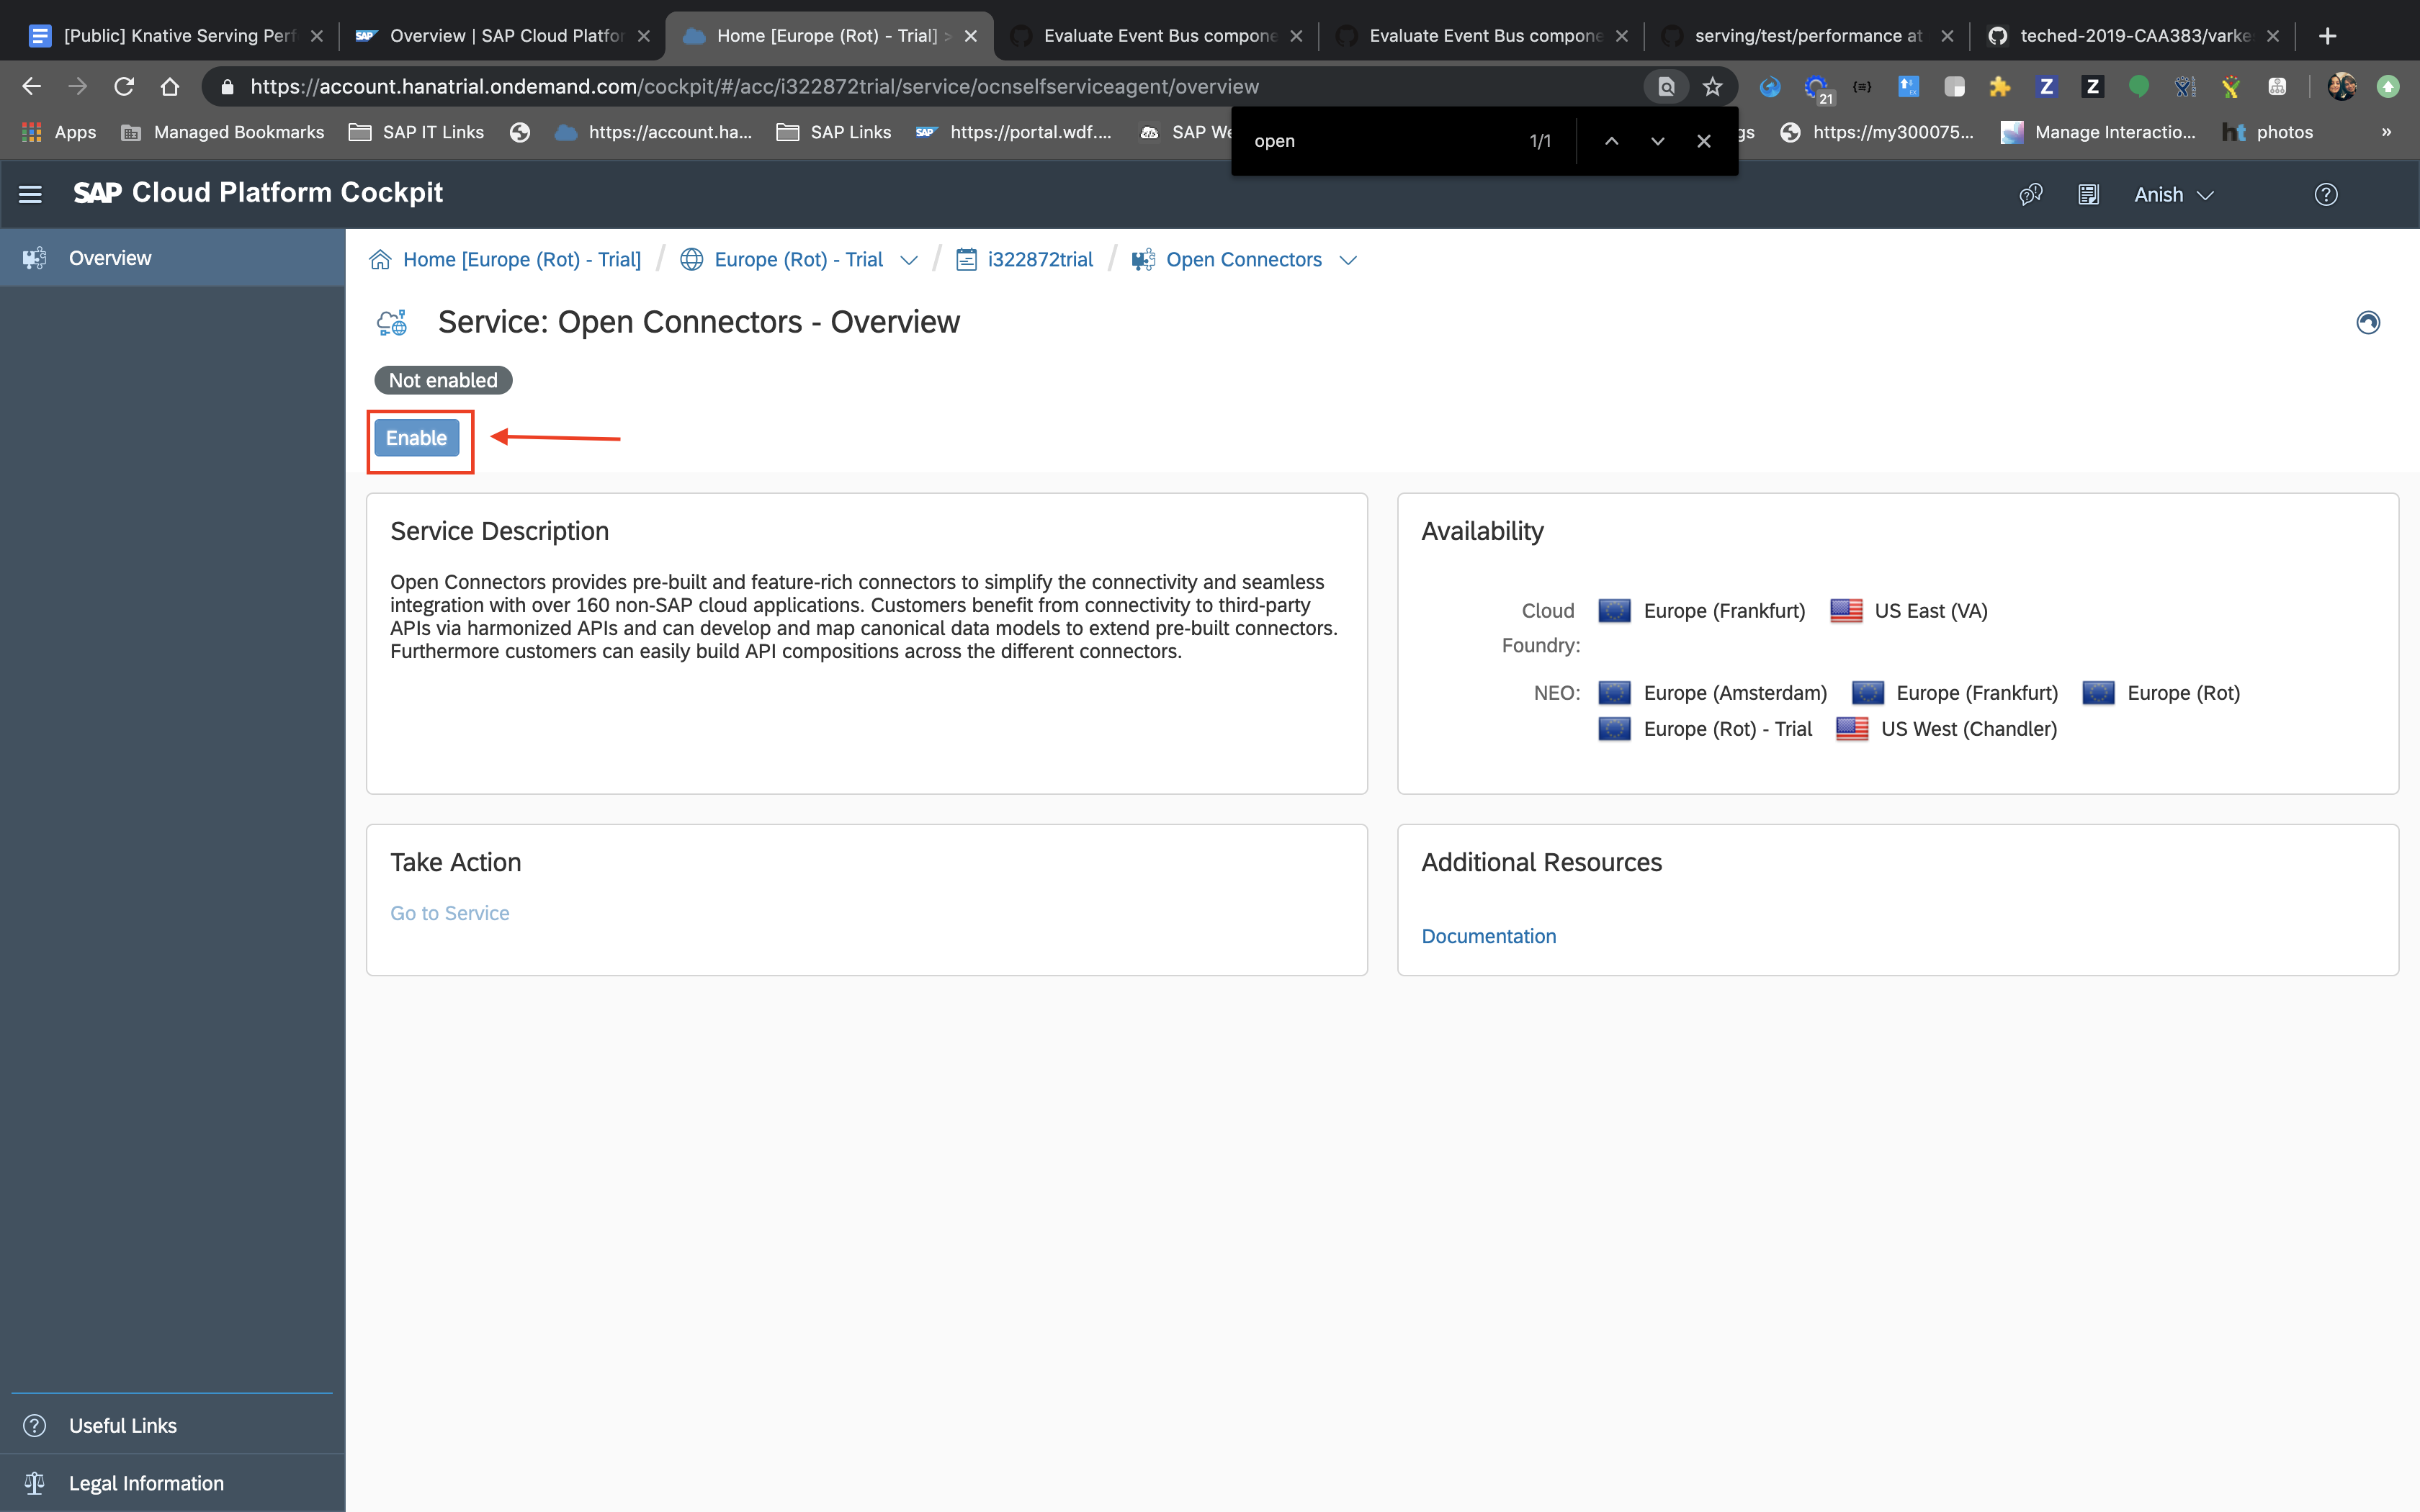 [Public] Knative Serving Perf
Overview | SAP Cloud Platfor
Home [Europe (Rot) - Trial] >
Evaluate Event Bus compone
Evaluate Event Bus compone
serving/test/performance at
teched-2019-CAA383/varke
https://account.hanatrial.ondemand.com/cockpit/#/acc/i322872trial/service/ocnselfserviceagent/overview
21
Apps
Managed Bookmarks
SAP IT Links
https://account.ha...
SAP Links
SAP
https://portal.wdf....
SAP We
gs
https://my300075...
Manage Interactio...
ht
photos
»
open
1/1
SAP Cloud Platform Cockpit
Anish
Overview
Home [Europe (Rot) - Trial] / Europe (Rot) - Trial / i322872trial / Open Connectors
Service: Open Connectors - Overview
Not enabled
Enable
Service Description
Open Connectors provides pre-built and feature-rich connectors to simplify the connectivity and seamless
integration with over 160 non-SAP cloud applications. Customers benefit from connectivity to third-party
APIs via harmonized APIs and can develop and map canonical data models to extend pre-built connectors.
Furthermore customers can easily build API compositions across the different connectors.
Availability
Cloud Foundry:
Europe (Frankfurt) US East (VA)
NEO:
Europe (Amsterdam) Europe (Frankfurt) Europe (Rot)
Europe (Rot) - Trial US West (Chandler)
Take Action
Go to Service
Additional Resources
Documentation
Useful Links
Legal Information